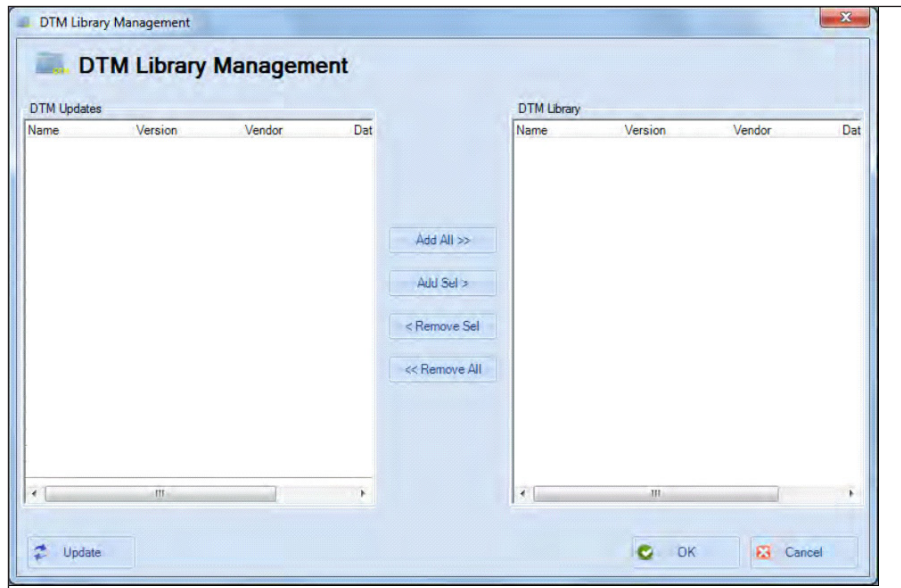 DTM Library Management
DTM Library Management
DTM Updates
Name Version Vendor Dat
DTM Library
Name Version Vendor Dat
Add All >>
Add Sel >
< Remove Sel
<< Remove All
Update
OK
Cancel